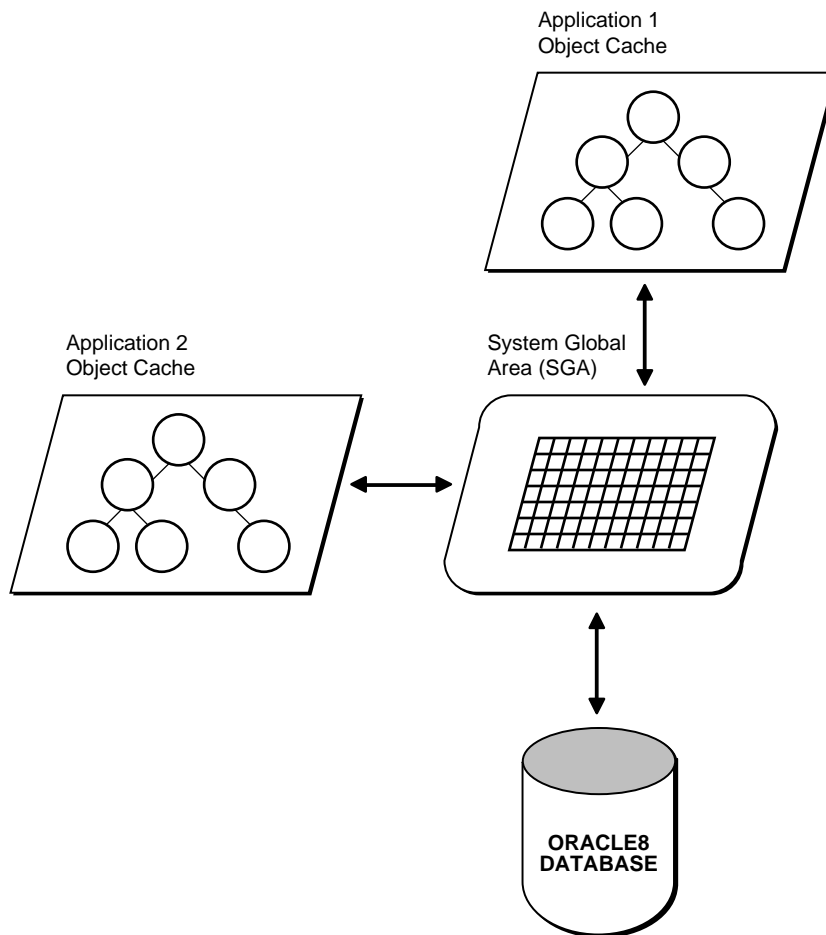 Application 1
Object Cache
Application 2
Object Cache
System Global
Area (SGA)
ORACLE8
DATABASE